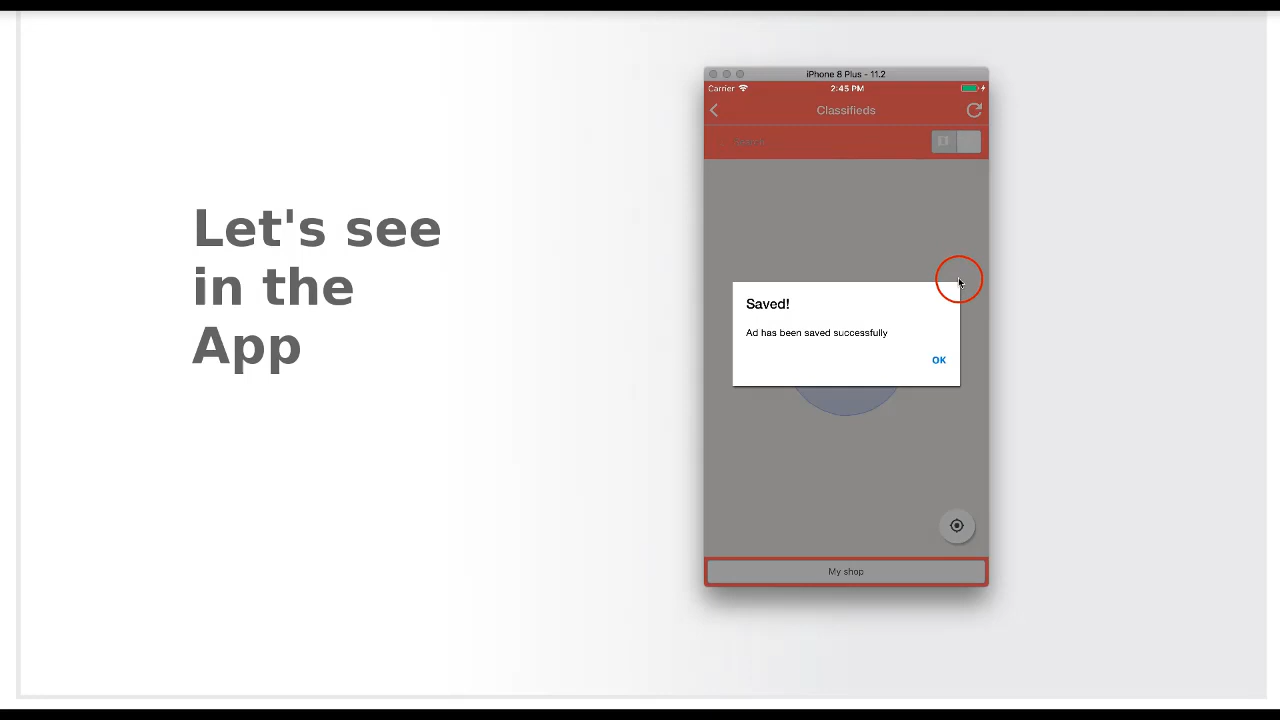 Let's see
in the
App
iPhone 8 Plus - 11.2
Carrier
2:45 PM
Classifieds
Search
Saved!
Ad has been saved successfully
OK
My shop